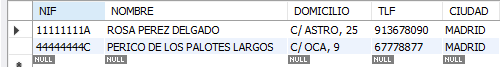 NIF NOMBRE DOMICILIO TLF CIUDAD
11111111A ROSA PEREZ DELGADO C/ ASTRO, 25 913678090 MADRID
44444444C PERICO DE LOS PALOTES LARGOS C/ OCA, 9 67778877 MADRID
NULL NULL NULL NULL NULL